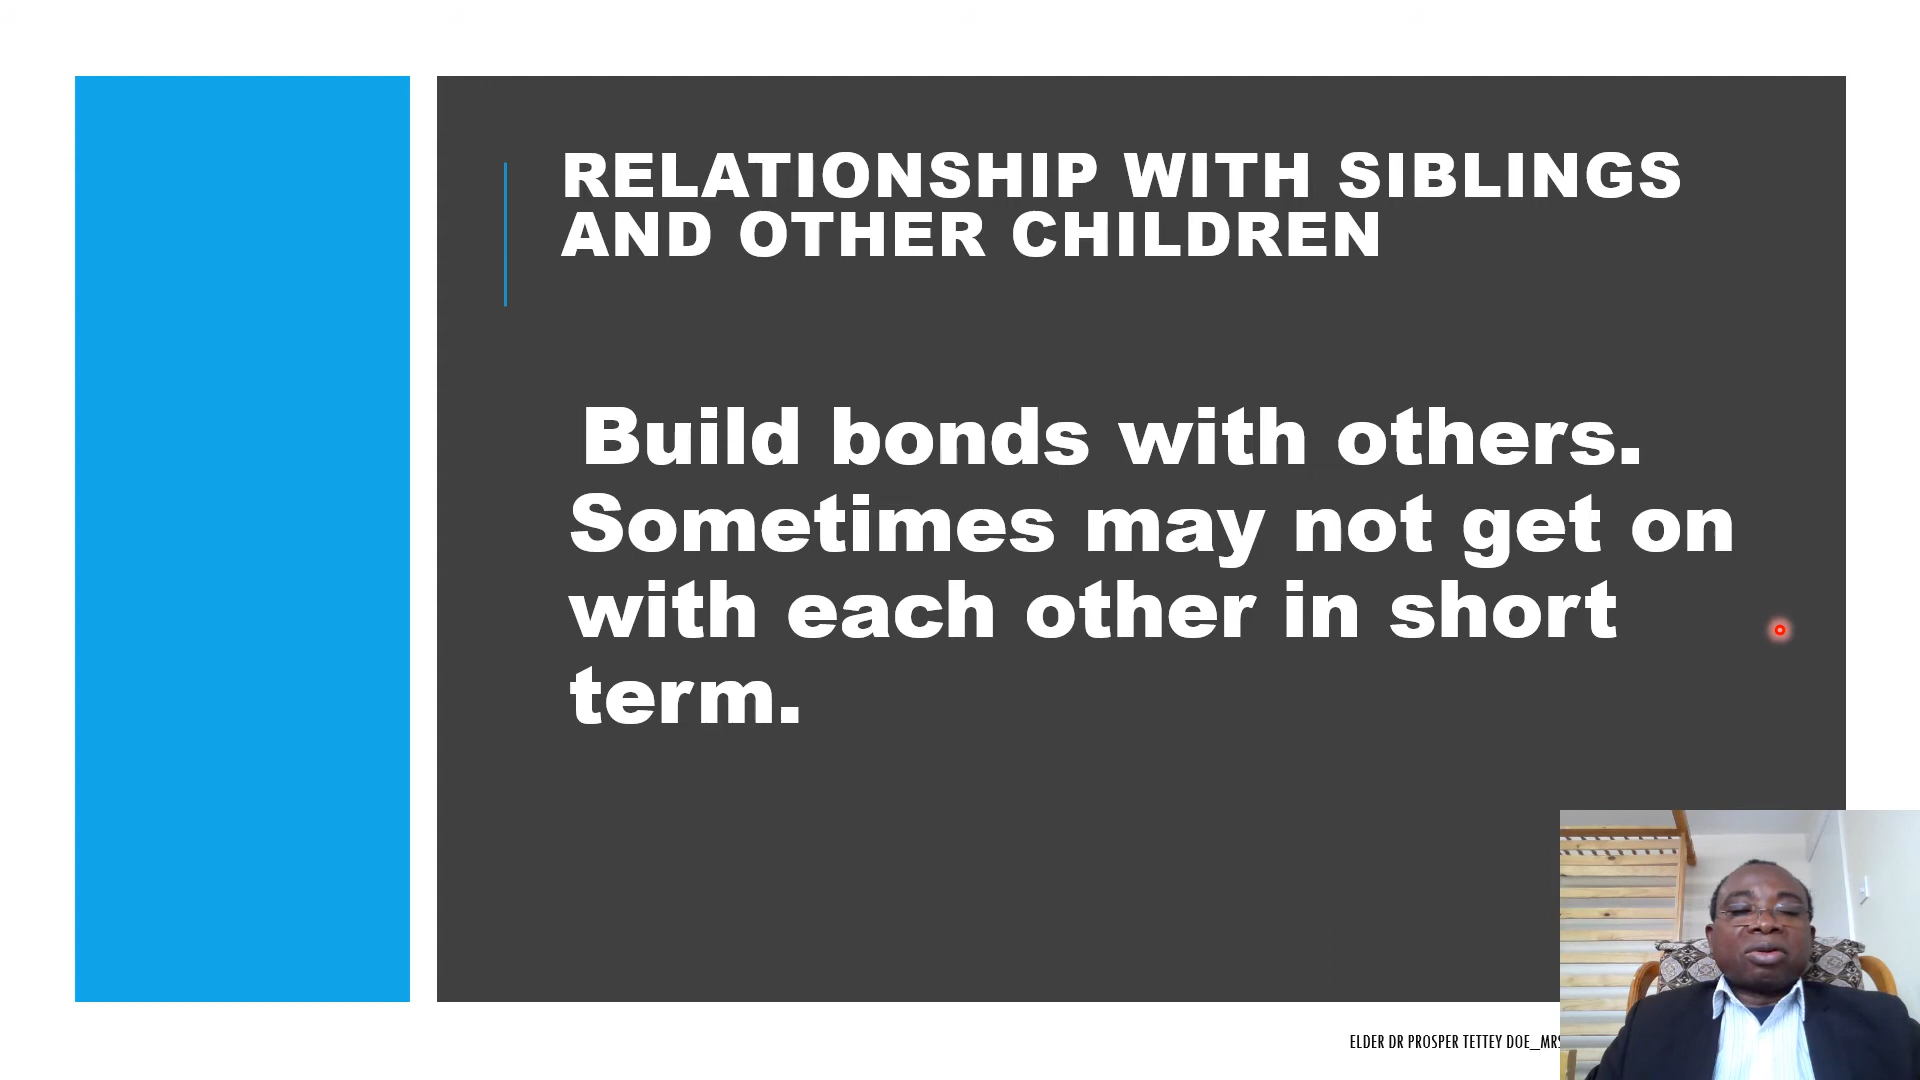 RELATIONSHIP WITH SIBLINGS
AND OTHER CHILDREN
Build bonds with others.
Sometimes may not get on
with each other in short
term.
ELDER DR PROSPER TETTEY DOE_MRS